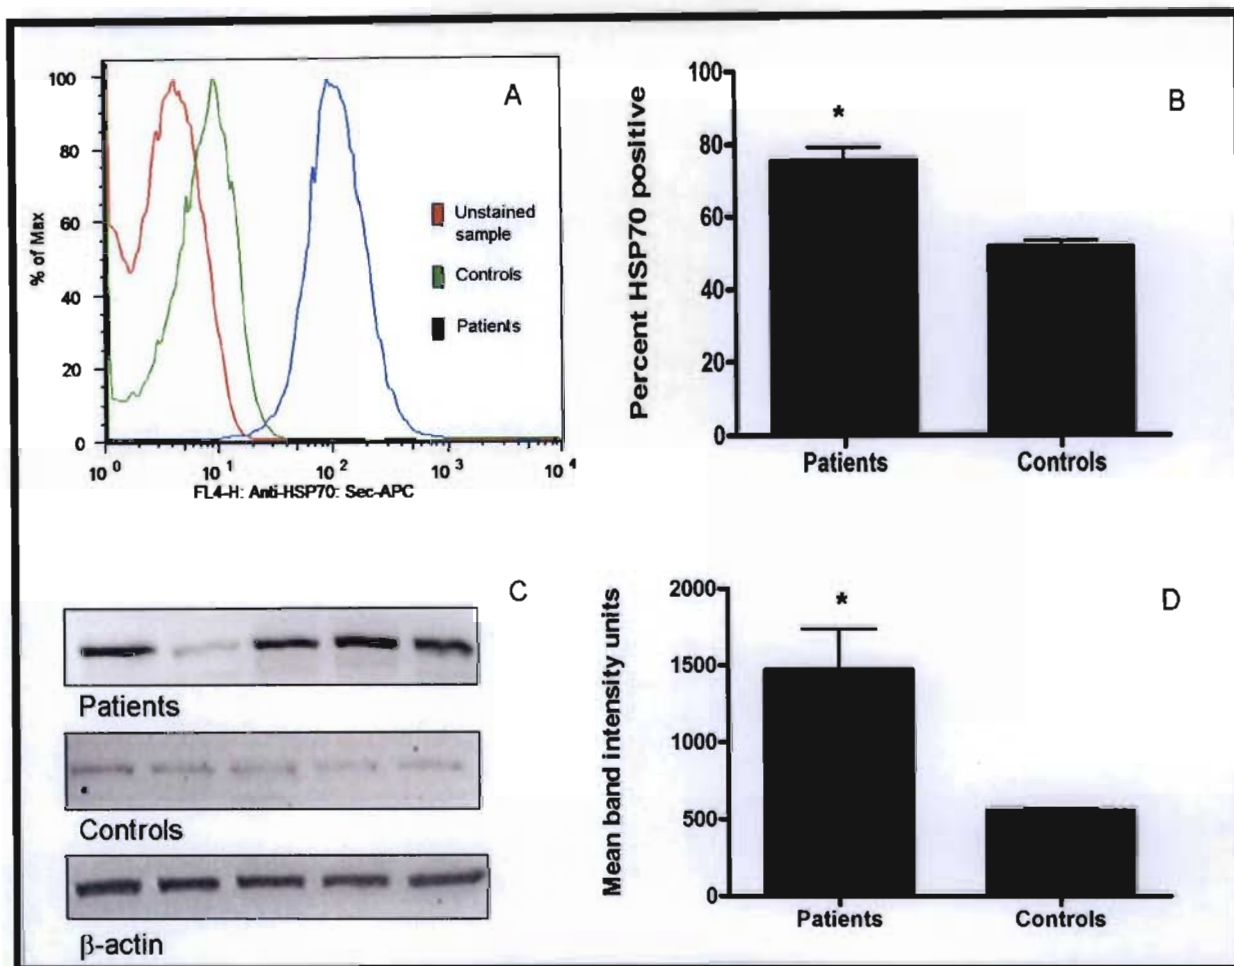 A
% of Max
100
80
60
40
20
0
10^0 10^1 10^2 10^3 10^4
FL4-H: Anti-HSP70: Sec-APC
Unstained
sample
Controls
Patients
B
Percent HSP70 positive
100
80
60
40
20
0
*
Patients Controls
C
Patients
Controls
β-actin
D
Mean band intensity units
2000
1500
1000
500
0
*
Patients Controls